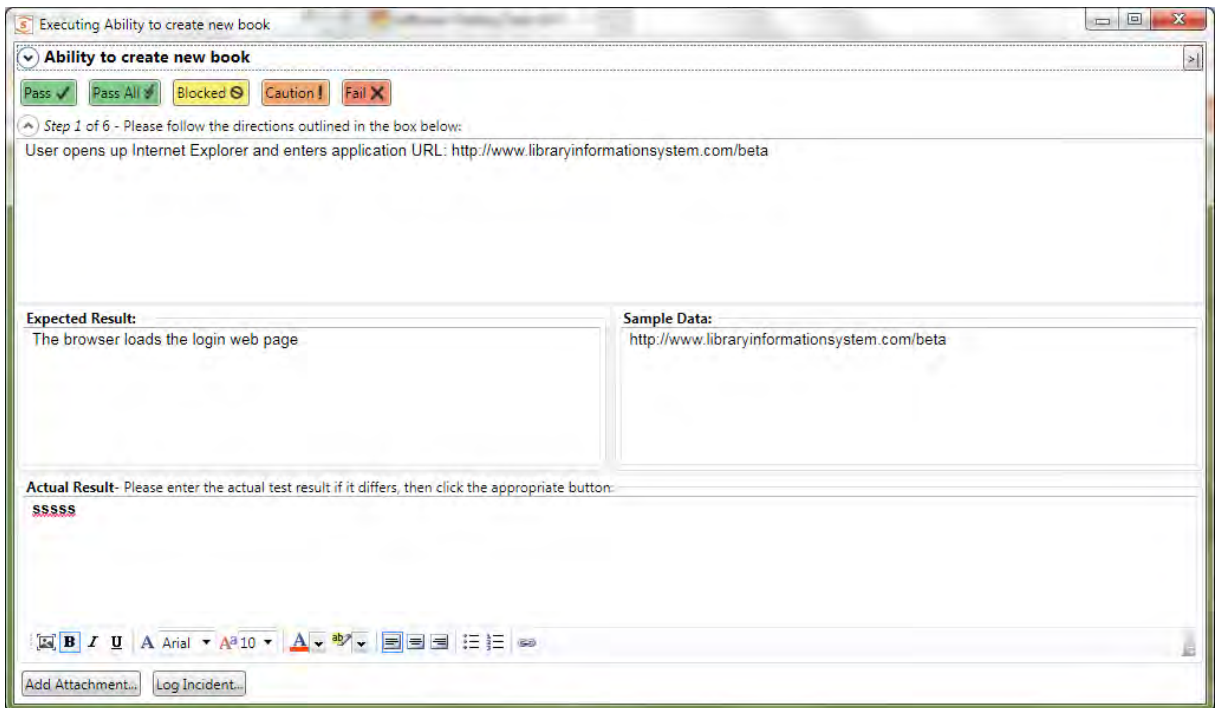 Executing Ability to create new book
Ability to create new book
Pass Pass All Blocked Caution ! Fail
Step 1 of 6 - Please follow the directions outlined in the box below:
User opens up Internet Explorer and enters application URL: http://www.libraryinformationsystem.com/beta
Expected Result: Sample Data:
The browser loads the login web page http://www.libraryinformationsystem.com/beta
Actual Result- Please enter the actual test result if it differs, then click the appropriate button:
sssss
B I U A Arial Aa 10 A ab
Add Attachment... Log Incident...